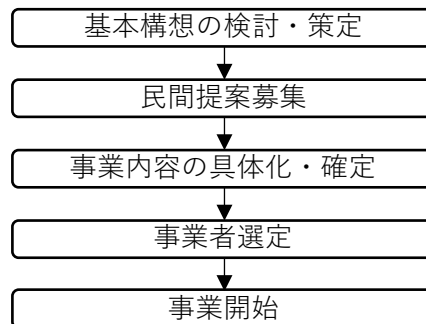 基本構想の検討・策定
民間提案募集
事業内容の具体化・確定
事業者選定
事業開始